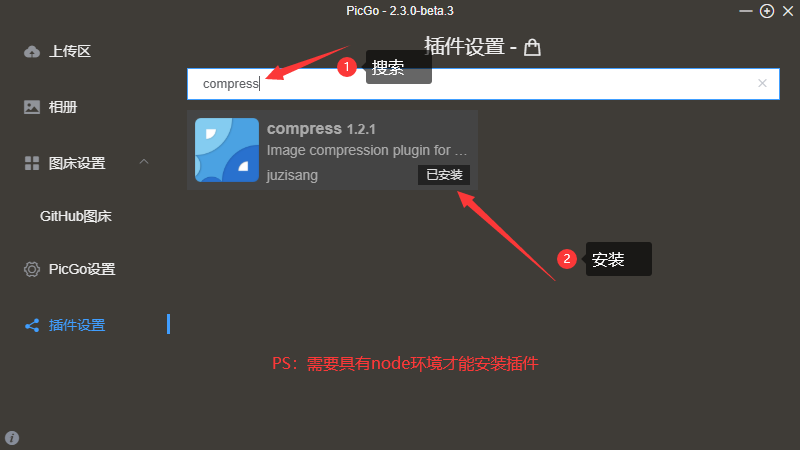 PicGo - 2.3.0-beta.3
上传区
相册
图床设置
GitHub图床
PicGo设置
插件设置
插件设置 -
1 搜索
compress
compress 1.2.1
Image compression plugin for ...
juzisang
已安装
2 安装
PS：需要具有node环境才能安装插件